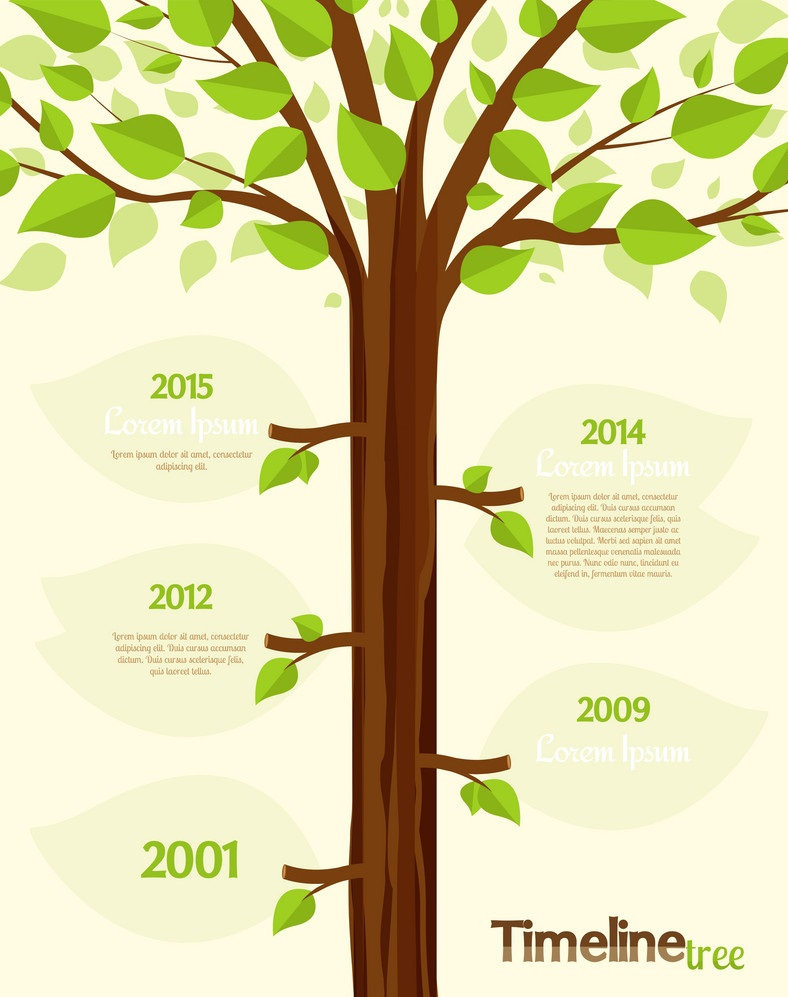 2015
Lorem Ipsum
Lorem ipsum dolor sit amet, consectetur
adipiscing elit.
2014
Lorem Ipsum
Lorem ipsum dolor sit amet, consectetur
adipiscing elit. Duis cursus accumsan
dictum. Duis cursus scelerisque felis, quis
laoreet tellus. Mauris fermentum dui ac
luctus volutpat. Morbi sed sapien sit amet
massa pellentesque venenatis malesuada
nec purus. Nunc odio nunc, tincidunt eu
eleifend in, fermentum vitae mauris.
2012
Lorem ipsum dolor sit amet, consectetur
adipiscing elit. Duis cursus accumsan
dictum. Duis cursus scelerisque felis,
quis laoreet tellus.
2009
Lorem Ipsum
2001
Timeline tree